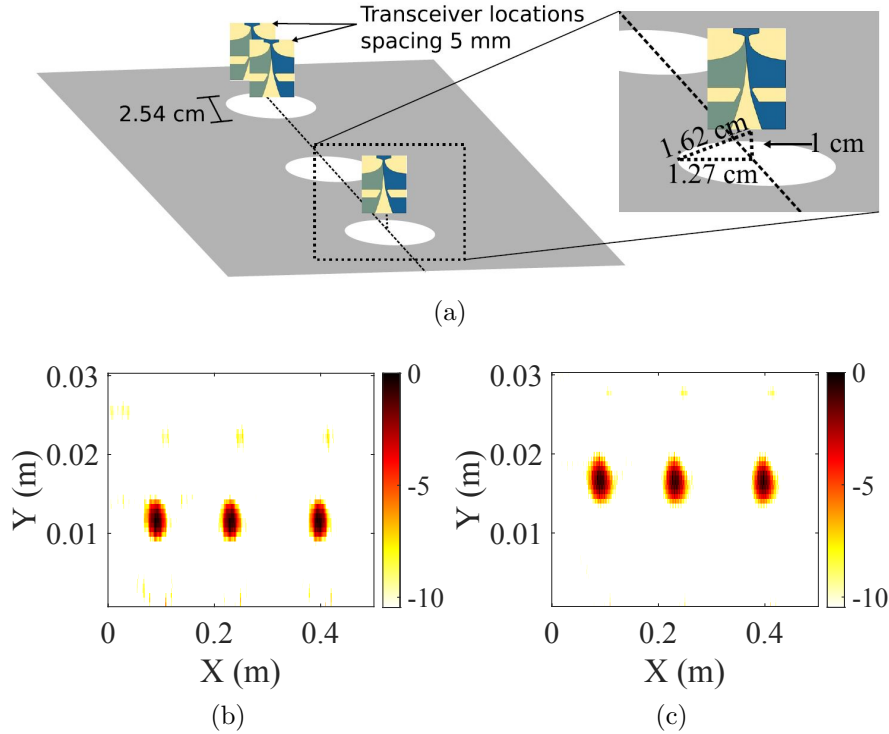 Transceiver locations
spacing 5 mm
2.54 cm
1.62 cm
1 cm
1.27 cm
(a)
0.03
0.02
0.01
Y (m)
0
0.2
0.4
X (m)
0
-5
-10
(b)
0.03
0.02
0.01
Y (m)
0
0.2
0.4
X (m)
0
-5
-10
(c)